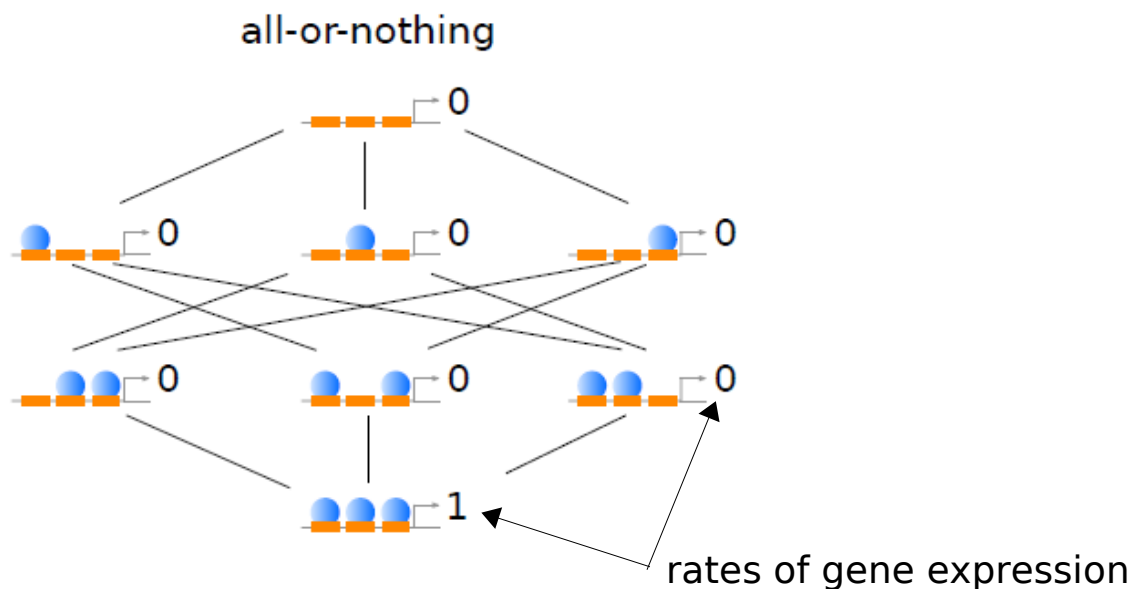 all-or-nothing
0
0 0 0
0 0 0
1
rates of gene expression